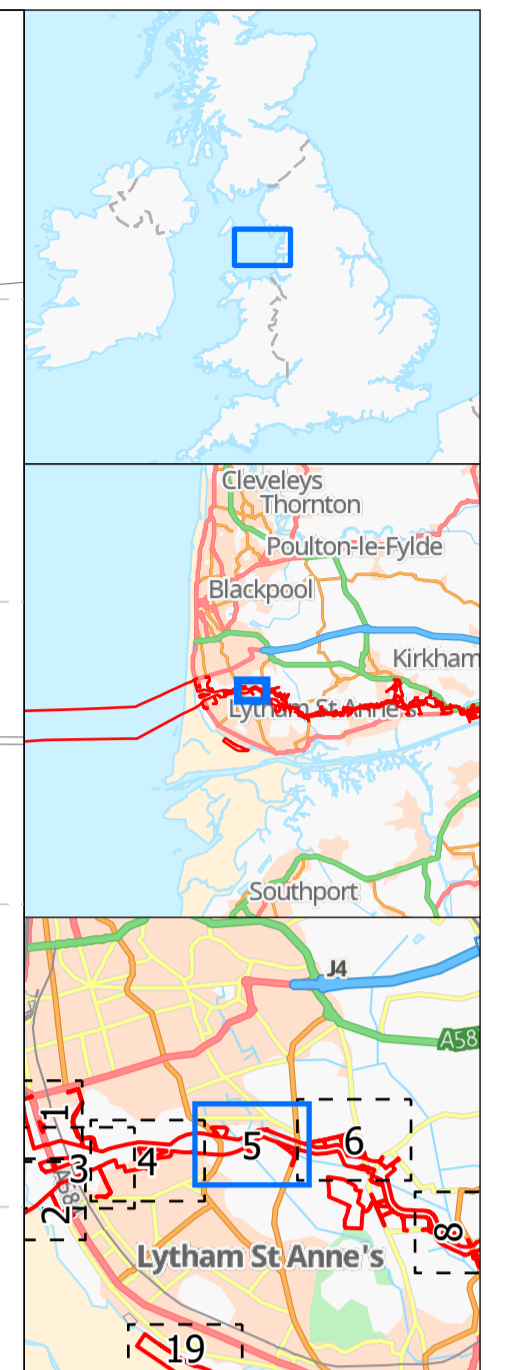 Cleveleys
Thornton
Poulton-le-Fylde
Blackpool
Kirkham
Lytham St Anne's
Southport
J4
A58
1
5
6
3
4
A58
2
8
Lytham St Anne's
19